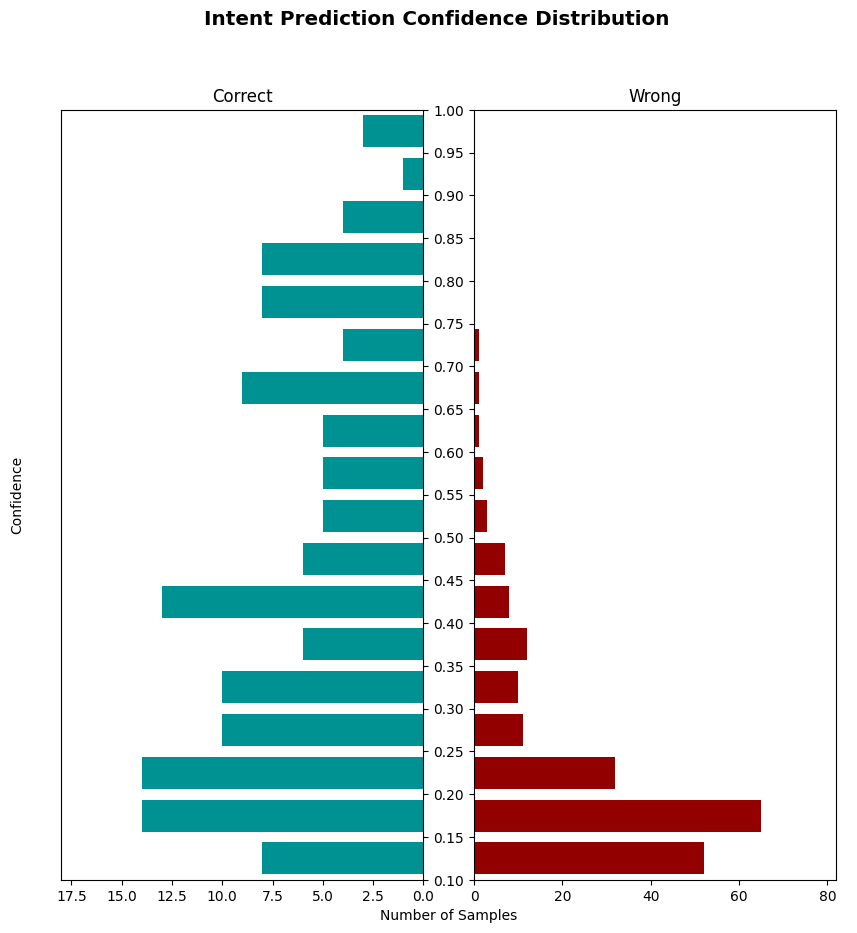 Intent Prediction Confidence Distribution
Correct
Wrong
1.00
0.95
0.90
0.85
0.80
0.75
0.70
0.65
0.60
0.55
0.50
0.45
0.40
0.35
0.30
0.25
0.20
0.15
0.10
Confidence
17.5 15.0 12.5 10.0 7.5 5.0 2.5 0.0
0 20 40 60 80
Number of Samples